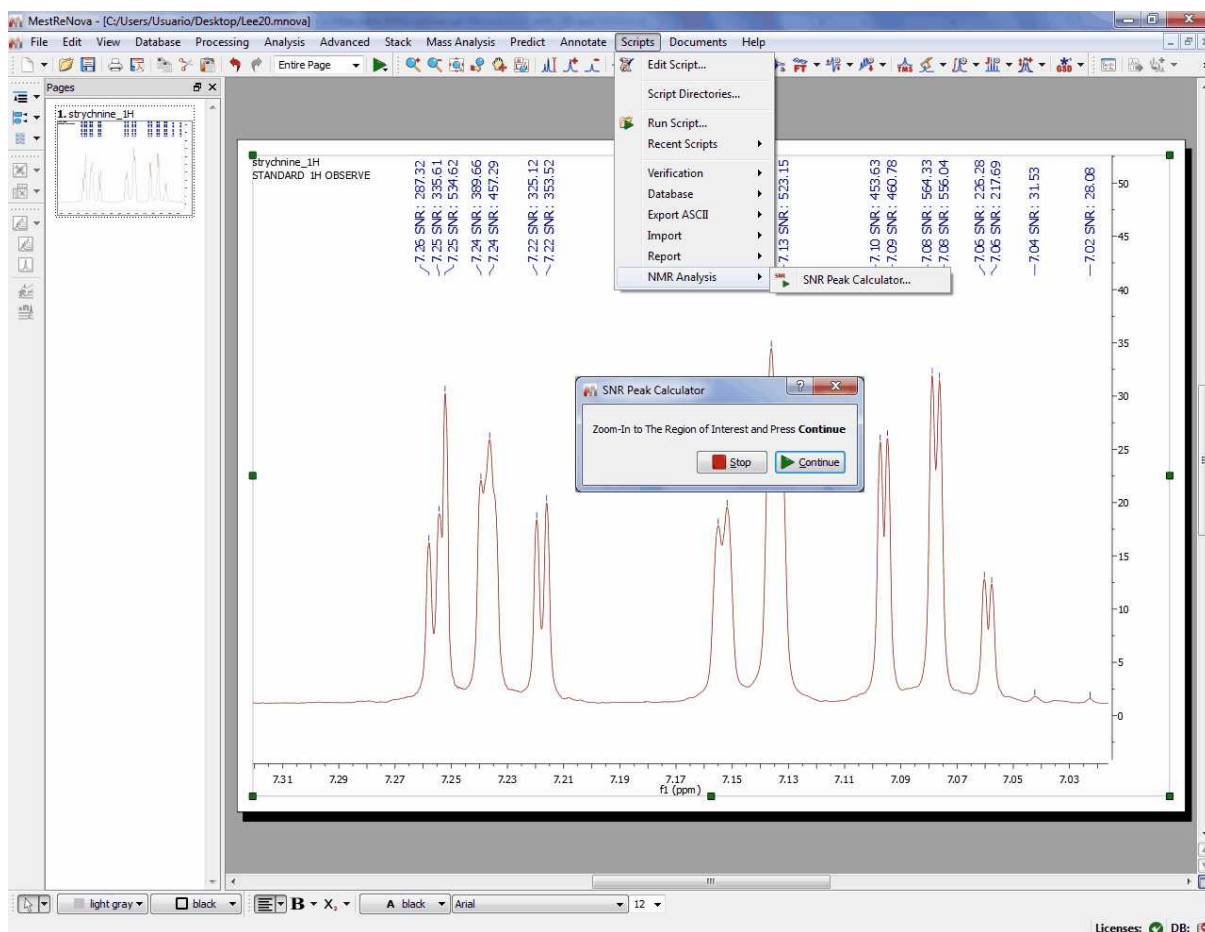 MestReNova - [C:/Users/Usuario/Desktop/Lee20.mnova]
File Edit View Database Processing Analysis Advanced Stack Mass Analysis Predict Annotate Scripts Documents Help
Entire Page
Pages
1. strychnine_1H
Edit Script...
Script Directories...
Run Script...
Recent Scripts
Verification
Database
Export ASCII
Import
Report
NMR Analysis
SNR Peak Calculator...
strychnine_1H
STANDARD 1H OBSERVE
7.26 SNR: 287.32
7.25 SNR: 335.61
7.25 SNR: 534.62
7.24 SNR: 389.66
7.24 SNR: 457.29
7.22 SNR: 325.12
7.22 SNR: 353.52
7.13 SNR: 523.15
7.10 SNR: 453.63
7.09 SNR: 460.78
7.08 SNR: 564.33
7.08 SNR: 556.04
7.06 SNR: 226.28
7.06 SNR: 217.69
7.04 SNR: 31.53
7.02 SNR: 28.08
50
45
40
35
30
25
20
15
10
5
0
SNR Peak Calculator
Zoom-In to The Region of Interest and Press Continue
Stop Continue
7.31 7.29 7.27 7.25 7.23 7.21 7.19 7.17 7.15 7.13 7.11 7.09 7.07 7.05 7.03
f1 (ppm)
light gray black B X₂ A black Arial 12
Licenses: DB: